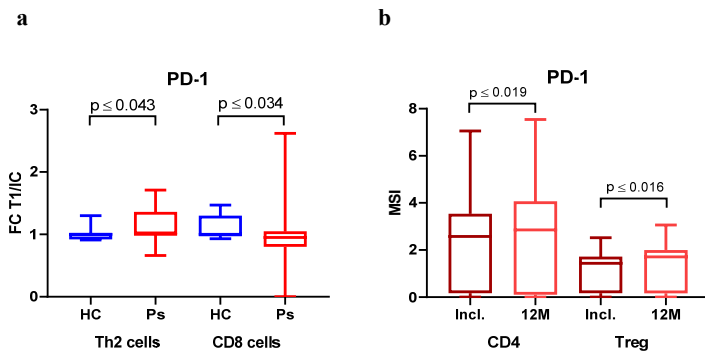 a
PD-1
p ≤ 0.043
p ≤ 0.034
FC T1/IC
3
2
1
0
HC
Ps
HC
Ps
Th2 cells
CD8 cells
b
PD-1
p ≤ 0.019
p ≤ 0.016
MSI
8
6
4
2
0
Incl.
12M
Incl.
12M
CD4
Treg